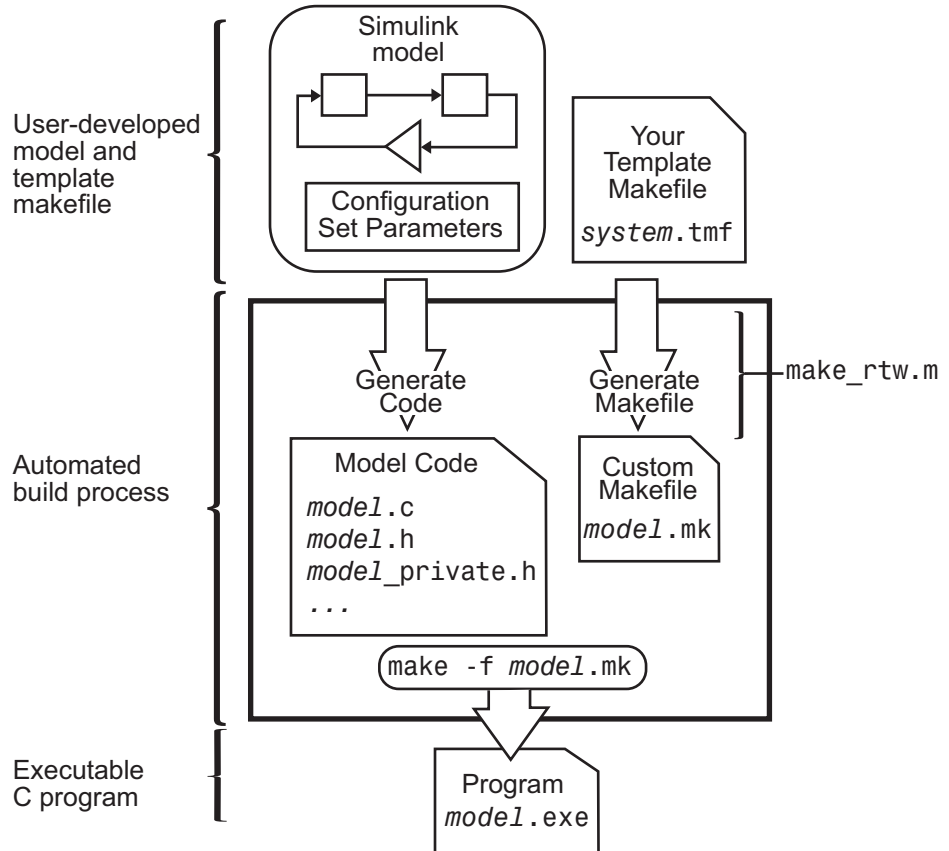 Simulink
model
Configuration
Set Parameters
User-developed
model and
template
makefile
Your
Template
Makefile
system.tmf
Generate
Code
Generate
Makefile
make_rtw.m
Automated
build process
Model Code
model.c
model.h
model_private.h
...
Custom
Makefile
model.mk
make -f model.mk
Executable
C program
Program
model.exe